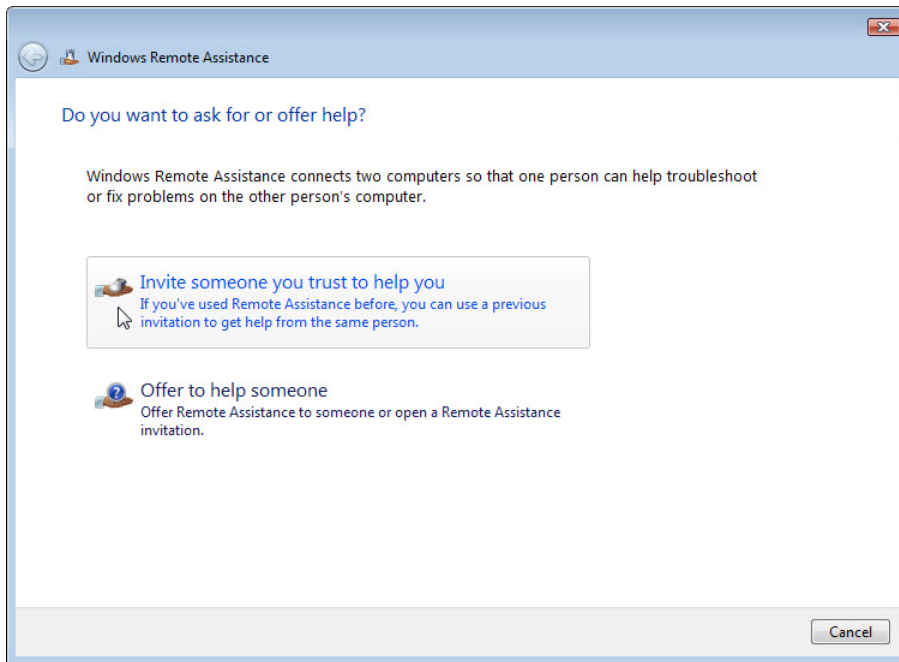 Windows Remote Assistance
Do you want to ask for or offer help?
Windows Remote Assistance connects two computers so that one person can help troubleshoot
or fix problems on the other person's computer.
Invite someone you trust to help you
If you've used Remote Assistance before, you can use a previous
invitation to get help from the same person.
Offer to help someone
Offer Remote Assistance to someone or open a Remote Assistance
invitation.
Cancel